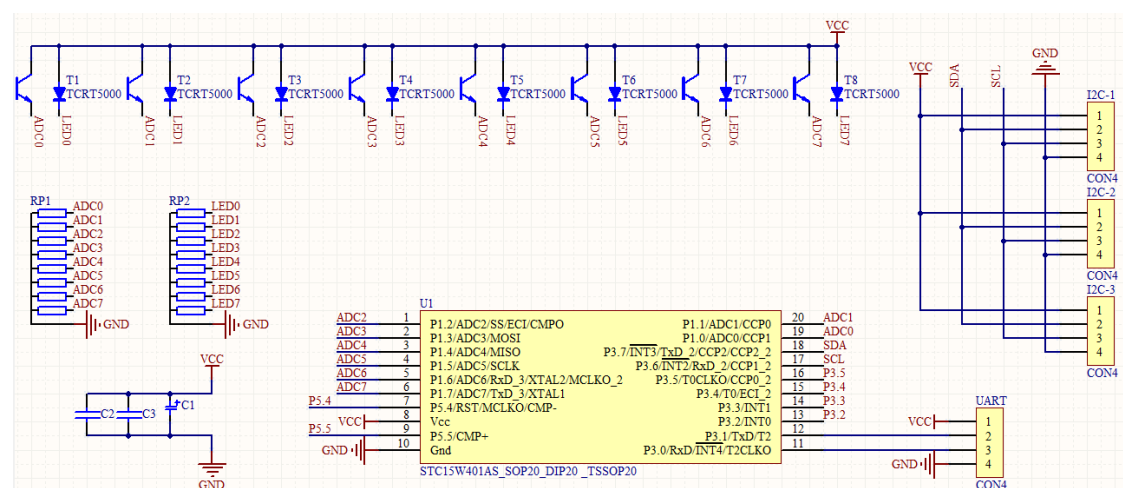 VCC
T1
TCRT5000
T2
TCRT5000
T3
TCRT5000
T4
TCRT5000
T5
TCRT5000
T6
TCRT5000
T7
TCRT5000
T8
TCRT5000
ADC0
LED0
ADC1
LED1
ADC2
LED2
ADC3
LED3
ADC4
LED4
ADC5
LED5
ADC6
LED6
ADC7
LED7
VCC
SDA
SCL
GND
I2C-1
1
2
3
4
CON4
I2C-2
1
2
3
4
CON4
I2C-3
1
2
3
4
CON4
RP1
ADC0
ADC1
ADC2
ADC3
ADC4
ADC5
ADC6
ADC7
GND
RP2
LED0
LED1
LED2
LED3
LED4
LED5
LED6
LED7
GND
VCC
C2
C3
C1
GND
U1
ADC2 1 P1.2/ADC2/SS/ECI/CMPO
ADC3 2 P1.3/ADC3/MOSI
ADC4 3 P1.4/ADC4/MISO
ADC5 4 P1.5/ADC5/SCLK
ADC6 5 P1.6/ADC6/RxD_3/XTAL2/MCLKO_2
ADC7 6 P1.7/ADC7/TxD_3/XTAL1
P5.4 7 P5.4/RST/MCLKO/CMP-
VCC 8 Vcc
P5.5 9 P5.5/CMP+
GND 10 Gnd
P1.1/ADC1/CCP0 20 ADC1
P1.0/ADC0/CCP1 19 ADC0
P3.7/INT3/TxD_2/CCP2/CCP2_2 18 SDA
P3.6/INT2/RxD_2/CCP1_2 17 SCL
P3.5/T0CLKO/CCP0_2 16 P3.5
P3.4/T0/ECI_2 15 P3.4
P3.3/INT1 14 P3.3
P3.2/INT0 13 P3.2
P3.1/TxD/T2 12
P3.0/RxD/INT4/T2CLKO 11
STC15W401AS_SOP20_DIP20_TSSOP20
UART
VCC
GND
1
2
3
4
CON4